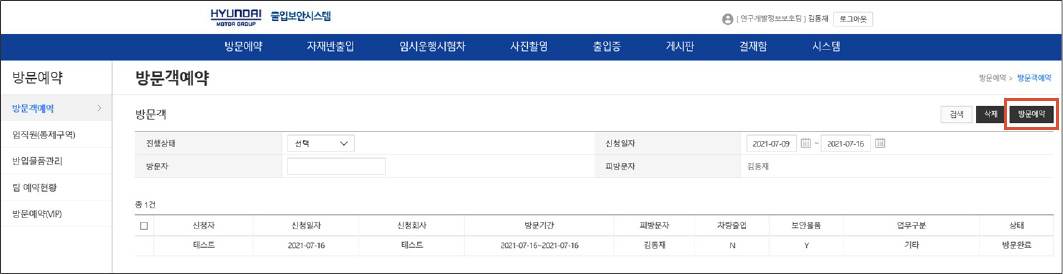 HYUNDAI MOTOR GROUP 출입보안시스템
[ 연구개발정보보호팀 ] 김동재 로그아웃
방문예약 자재반출입 임시운행시험차 사진촬영 출입증 게시판 결재함 시스템
방문예약
방문객예약 >
임직원(통제구역)
반입물품관리
팀 예약현황
방문예약(VIP)
방문객예약
방문예약 > 방문객예약
방문객
검색 삭제 방문예약
진행상태 선택 신청일자 2021-07-09 ~ 2021-07-16
방문자 피방문자 김동재
총 1건
신청자 신청일자 신청회사 방문기간 피방문자 차량출입 보안물품 업무구분 상태
테스트 2021-07-16 테스트 2021-07-16~2021-07-16 김동재 N Y 기타 방문완료